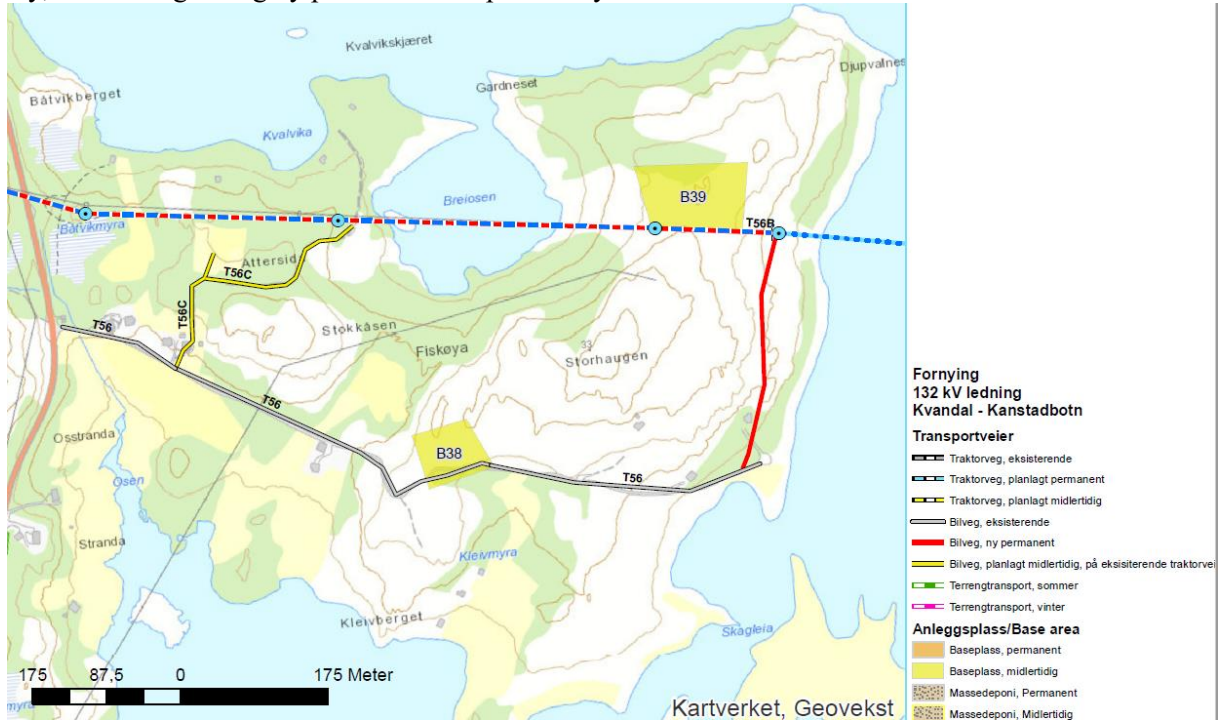 Kvalvikskjæret
Djupvalnes
Gardneset
Båtvikberget
Kvalvika
Breiosen
B39
T56B
Båtvikmyra
Attersid
T56C
T56C
T56
Stokkåsen
Fiskøya
33
Storhaugen
T56
Osstranda
B38
T56
Osen
Stranda
Kleivmyra
Kleivberget
Skagleia
175 87,5 0 175 Meter
Kartverket, Geovekst
Fornying
132 kV ledning
Kvandal - Kanstadbotn
Transportveier
Traktorveg, eksisterende
Traktorveg, planlagt permanent
Traktorveg, planlagt midlertidig
Bilveg, eksisterende
Bilveg, ny permanent
Bilveg, planlagt midlertidig, på eksisiterende traktorvei
Terrengtransport, sommer
Terrengtransport, vinter
Anleggsplass/Base area
Baseplass, permanent
Baseplass, midlertidig
Massedeponi, Permanent
Massedeponi, Midlertidig